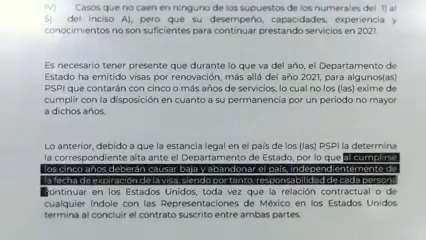 IV) Casos que no caen en ninguno de los supuestos de los numerales del 1] al
5] del inciso A), pero que su desempeño, capacidades, experiencia y
conocimientos no son suficientes para continuar prestando servicios en 2021.
Es necesario tener presente que durante lo que va del año, el Departamento de
Estado ha emitido visas por renovación, más allá del año 2021, para algunos(as)
PSPI que contarán con cinco o más años de servicios, lo cual no los (las) exime de
cumplir con la disposición en cuanto a su permanencia por un período no mayor
a dichos años.
Lo anterior, debido a que la estancia legal en el país de los (las) PSPI la determina
la correspondiente alta ante el Departamento de Estado, por lo que al cumplirse
los cinco años deberán causar baja y abandonar el país, independientemente de
la fecha de expiración de la visa, siendo por tanto, responsabilidad de cada persona
continuar en los Estados Unidos, toda vez que la relación contractual o de
cualquier índole con las Representaciones de México en los Estados Unidos
termina al concluir el contrato suscrito entre ambas partes.